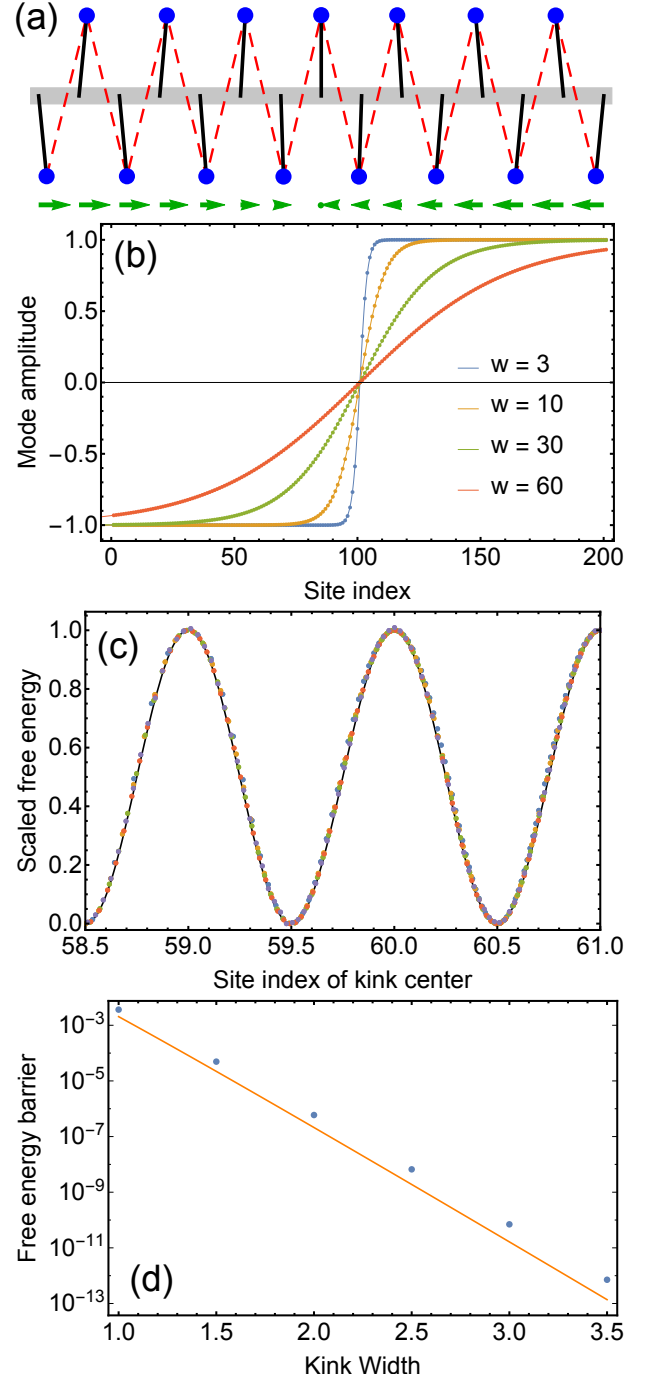 (a)
(b)
1.0
0.5
0.0
−0.5
−1.0
Mode amplitude
w = 3
w = 10
w = 30
w = 60
0 50 100 150 200
Site index
(c)
1.0
0.8
0.6
0.4
0.2
0.0
Scaled free energy
58.5 59.0 59.5 60.0 60.5 61.0
Site index of kink center
10⁻³
10⁻⁵
10⁻⁷
10⁻⁹
10⁻¹¹
10⁻¹³
Free energy barrier
(d)
1.0 1.5 2.0 2.5 3.0 3.5
Kink Width